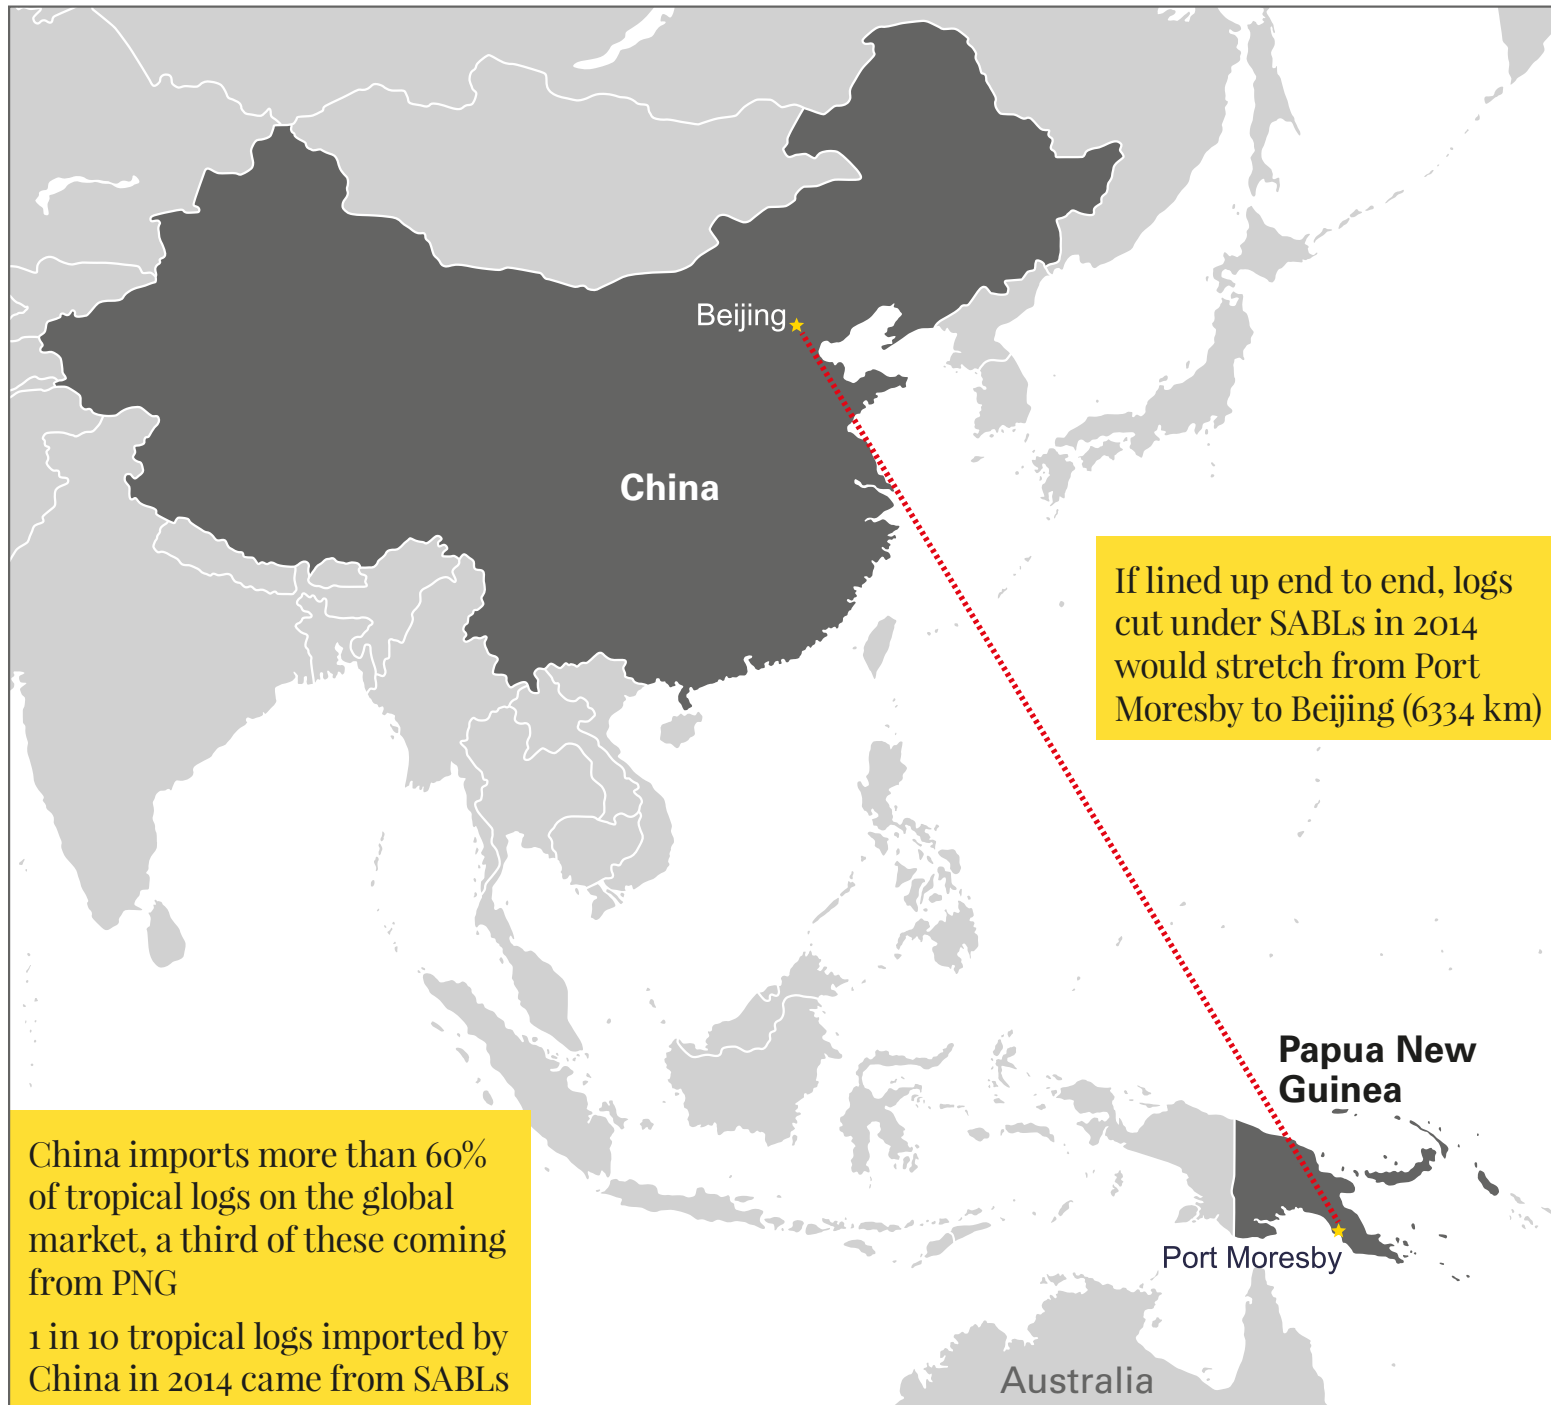 Beijing
China
If lined up end to end, logs
cut under SABLs in 2014
would stretch from Port
Moresby to Beijing (6334 km)
Papua New
Guinea
Port Moresby
China imports more than 60%
of tropical logs on the global
market, a third of these coming
from PNG
1 in 10 tropical logs imported by
China in 2014 came from SABLs
Australia